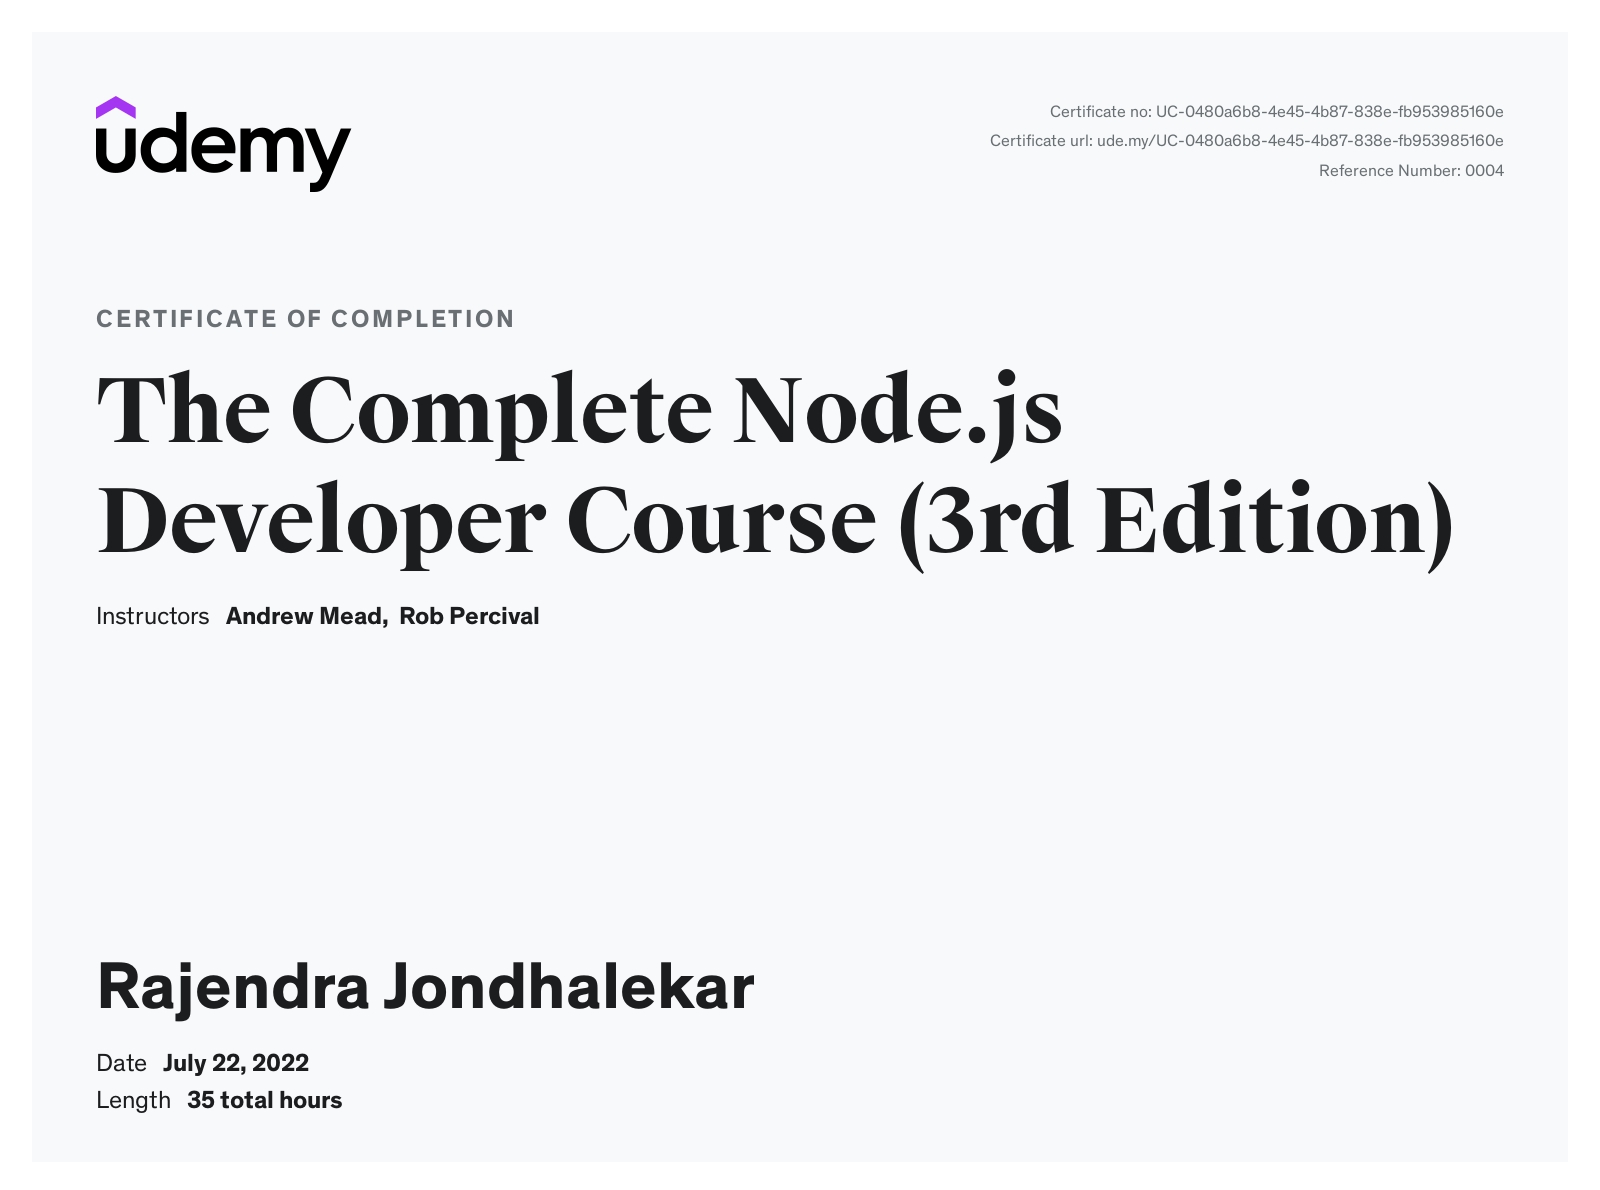 udemy
Certificate no: UC-0480a6b8-4e45-4b87-838e-fb953985160e
Certificate url: ude.my/UC-0480a6b8-4e45-4b87-838e-fb953985160e
Reference Number: 0004
CERTIFICATE OF COMPLETION
The Complete Node.js
Developer Course (3rd Edition)
Instructors Andrew Mead, Rob Percival
Rajendra Jondhalekar
Date July 22, 2022
Length 35 total hours